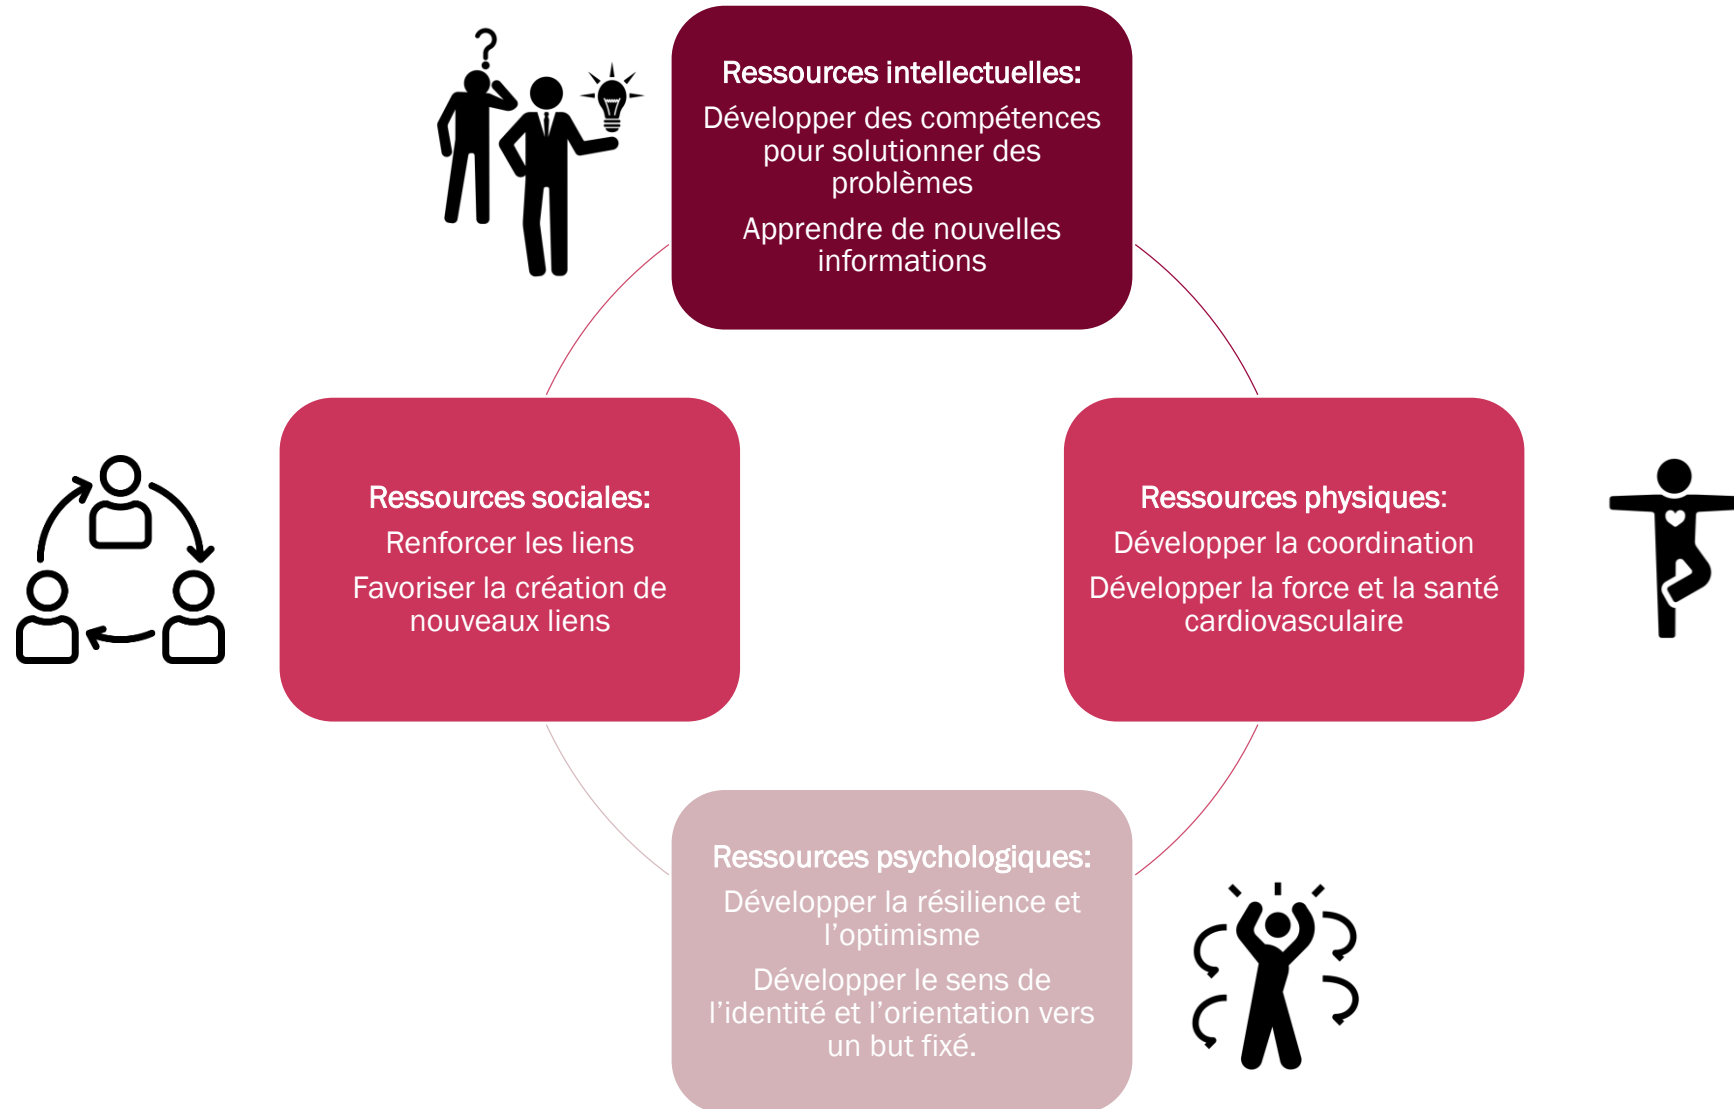 Ressources intellectuelles:
Développer des compétences
pour solutionner des
problèmes
Apprendre de nouvelles
informations
Ressources sociales:
Renforcer les liens
Favoriser la création de
nouveaux liens
Ressources physiques:
Développer la coordination
Développer la force et la santé
cardiovasculaire
Ressources psychologiques:
Développer la résilience et
l’optimisme
Développer le sens de
l’identité et l’orientation vers
un but fixé.